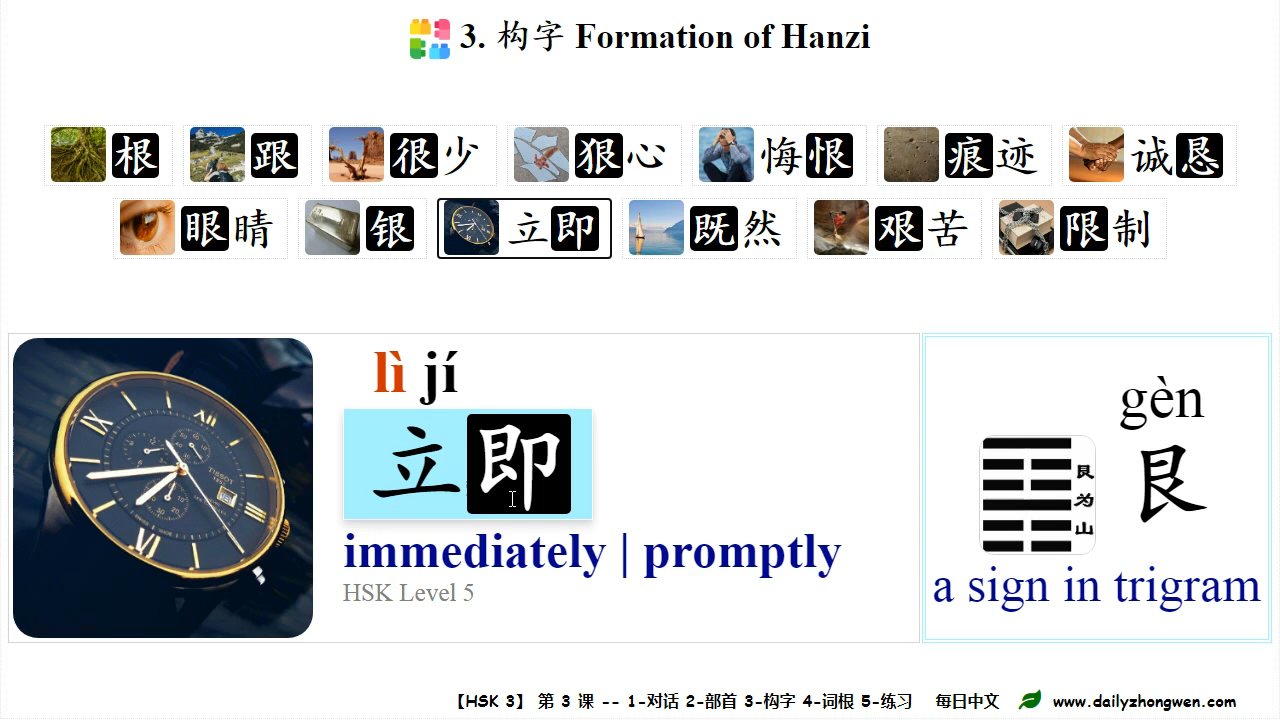 3. 构字 Formation of Hanzi
根 跟 很少 狠心 悔恨 痕迹 诚恳
眼睛 银 立即 既然 艰苦 限制
lì jí
立即
immediately | promptly
HSK Level 5
gèn
艮
艮为山
a sign in trigram
TISSOT
【HSK 3】 第 3 课 -- 1-对话 2-部首 3-构字 4-词根 5-练习 每日中文 www.dailyzhongwen.com